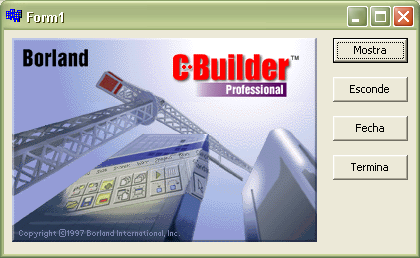 Form1
Borland
C++Builder™
Professional
Copyright ©1997 Borland International, Inc.
Mostra
Esconde
Fecha
Termina